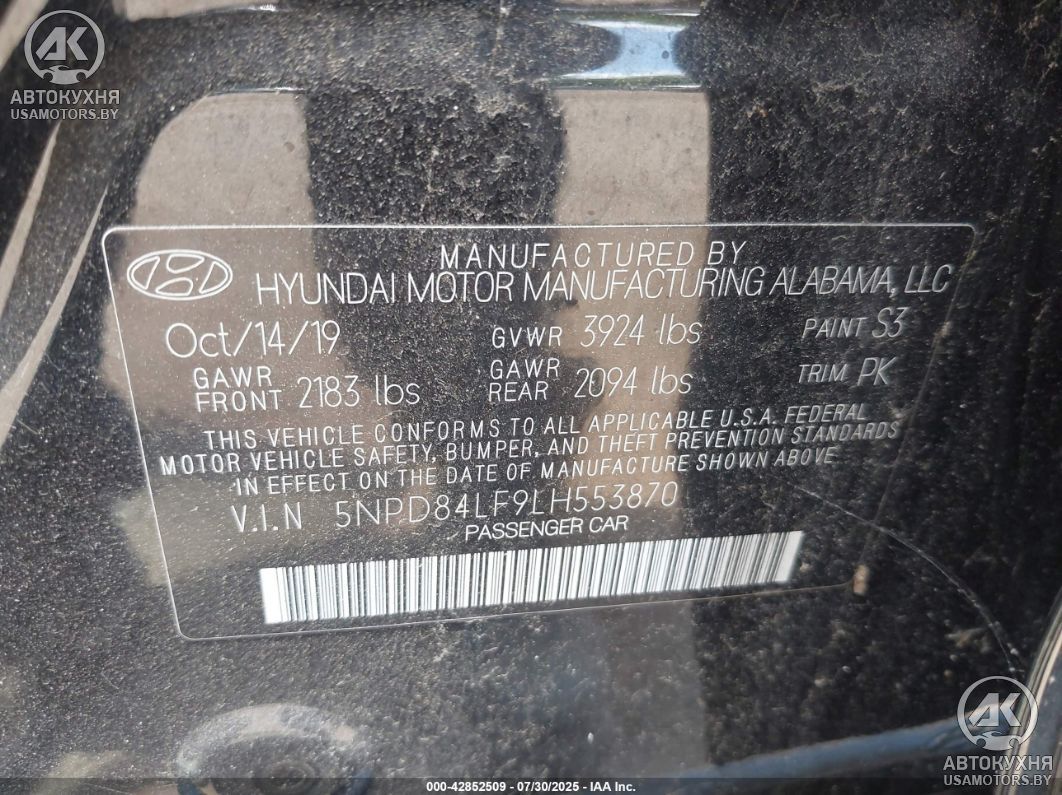 АК
АВТОКУХНЯ
USAMOTORS.BY
MANUFACTURED BY
HYUNDAI MOTOR MANUFACTURING ALABAMA, LLC
Oct/14/19 GVWR 3924 lbs PAINT S3
GAWR FRONT 2183 lbs GAWR REAR 2094 lbs TRIM PK
THIS VEHICLE CONFORMS TO ALL APPLICABLE U.S.A. FEDERAL
MOTOR VEHICLE SAFETY, BUMPER, AND THEFT PREVENTION STANDARDS
IN EFFECT ON THE DATE OF MANUFACTURE SHOWN ABOVE
V.I.N 5NPD84LF9LH553870
PASSENGER CAR
АК
АВТОКУХНЯ
USAMOTORS.BY
000-42852509 - 07/30/2025 - IAA Inc.